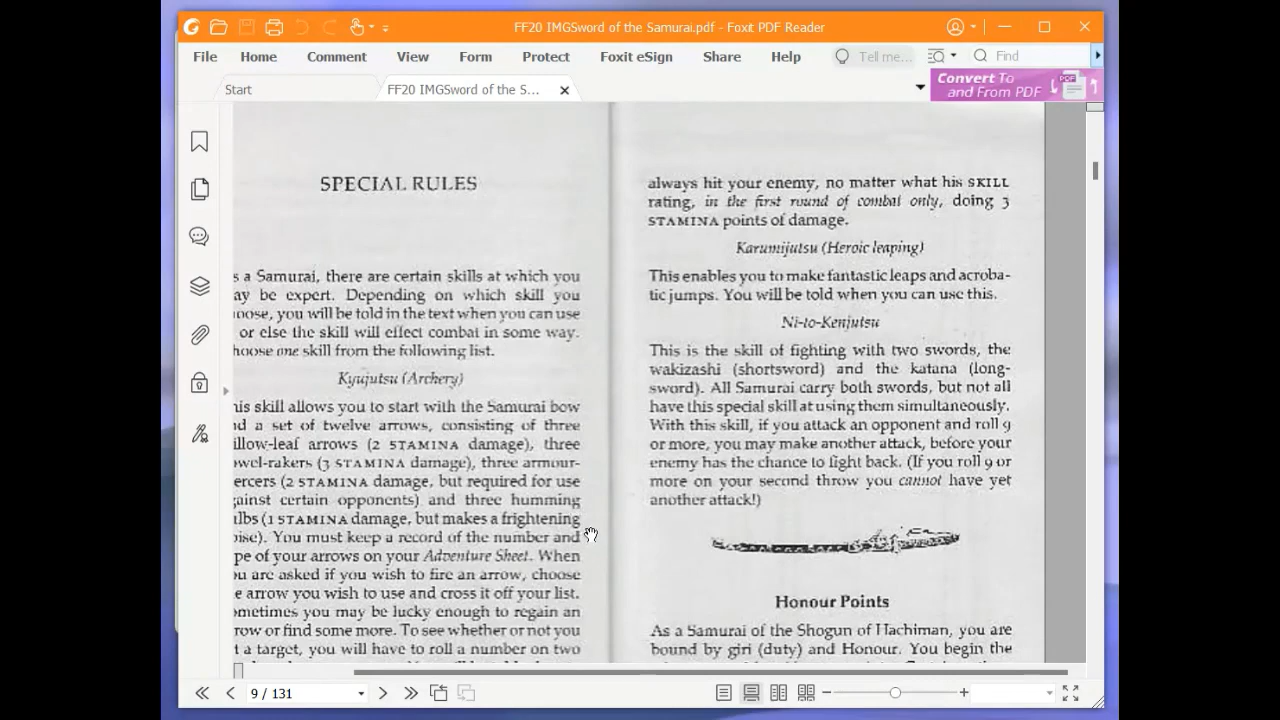 FF20 IMGSword of the Samurai.pdf - Foxit PDF Reader
File Home Comment View Form Protect Foxit eSign Share Help Tell me... Find
Start FF20 IMGSword of the S... Convert To
and From PDF
PDF
SPECIAL RULES
s a Samurai, there are certain skills at which you
ay be expert. Depending on which skill you
oose, you will be told in the text when you can use
or else the skill will effect combat in some way.
hoose one skill from the following list.
Kyujutsu (Archery)
his skill allows you to start with the Samurai bow
nd a set of twelve arrows, consisting of three
illow-leaf arrows (2 STAMINA damage), three
owel-rakers (3 STAMINA damage), three armour-
ercers (2 STAMINA damage, but required for use
gainst certain opponents) and three humming
ulbs (1 STAMINA damage, but makes a frightening
oise). You must keep a record of the number and
pe of your arrows on your Adventure Sheet. When
ou are asked if you wish to fire an arrow, choose
e arrow you wish to use and cross it off your list.
ometimes you may be lucky enough to regain an
row or find some more. To see whether or not you
t a target, you will have to roll a number on two
always hit your enemy, no matter what his SKILL
rating, in the first round of combat only, doing 3
STAMINA points of damage.
Karumijutsu (Heroic leaping)
This enables you to make fantastic leaps and acroba-
tic jumps. You will be told when you can use this.
Ni-to-Kenjutsu
This is the skill of fighting with two swords, the
wakizashi (shortsword) and the katana (long-
sword). All Samurai carry both swords, but not all
have this special skill at using them simultaneously.
With this skill, if you attack an opponent and roll 9
or more, you may make another attack, before your
enemy has the chance to fight back. (If you roll 9 or
more on your second throw you cannot have yet
another attack!)
Honour Points
As a Samurai of the Shogun of Hachiman, you are
bound by giri (duty) and Honour. You begin the
9 / 131